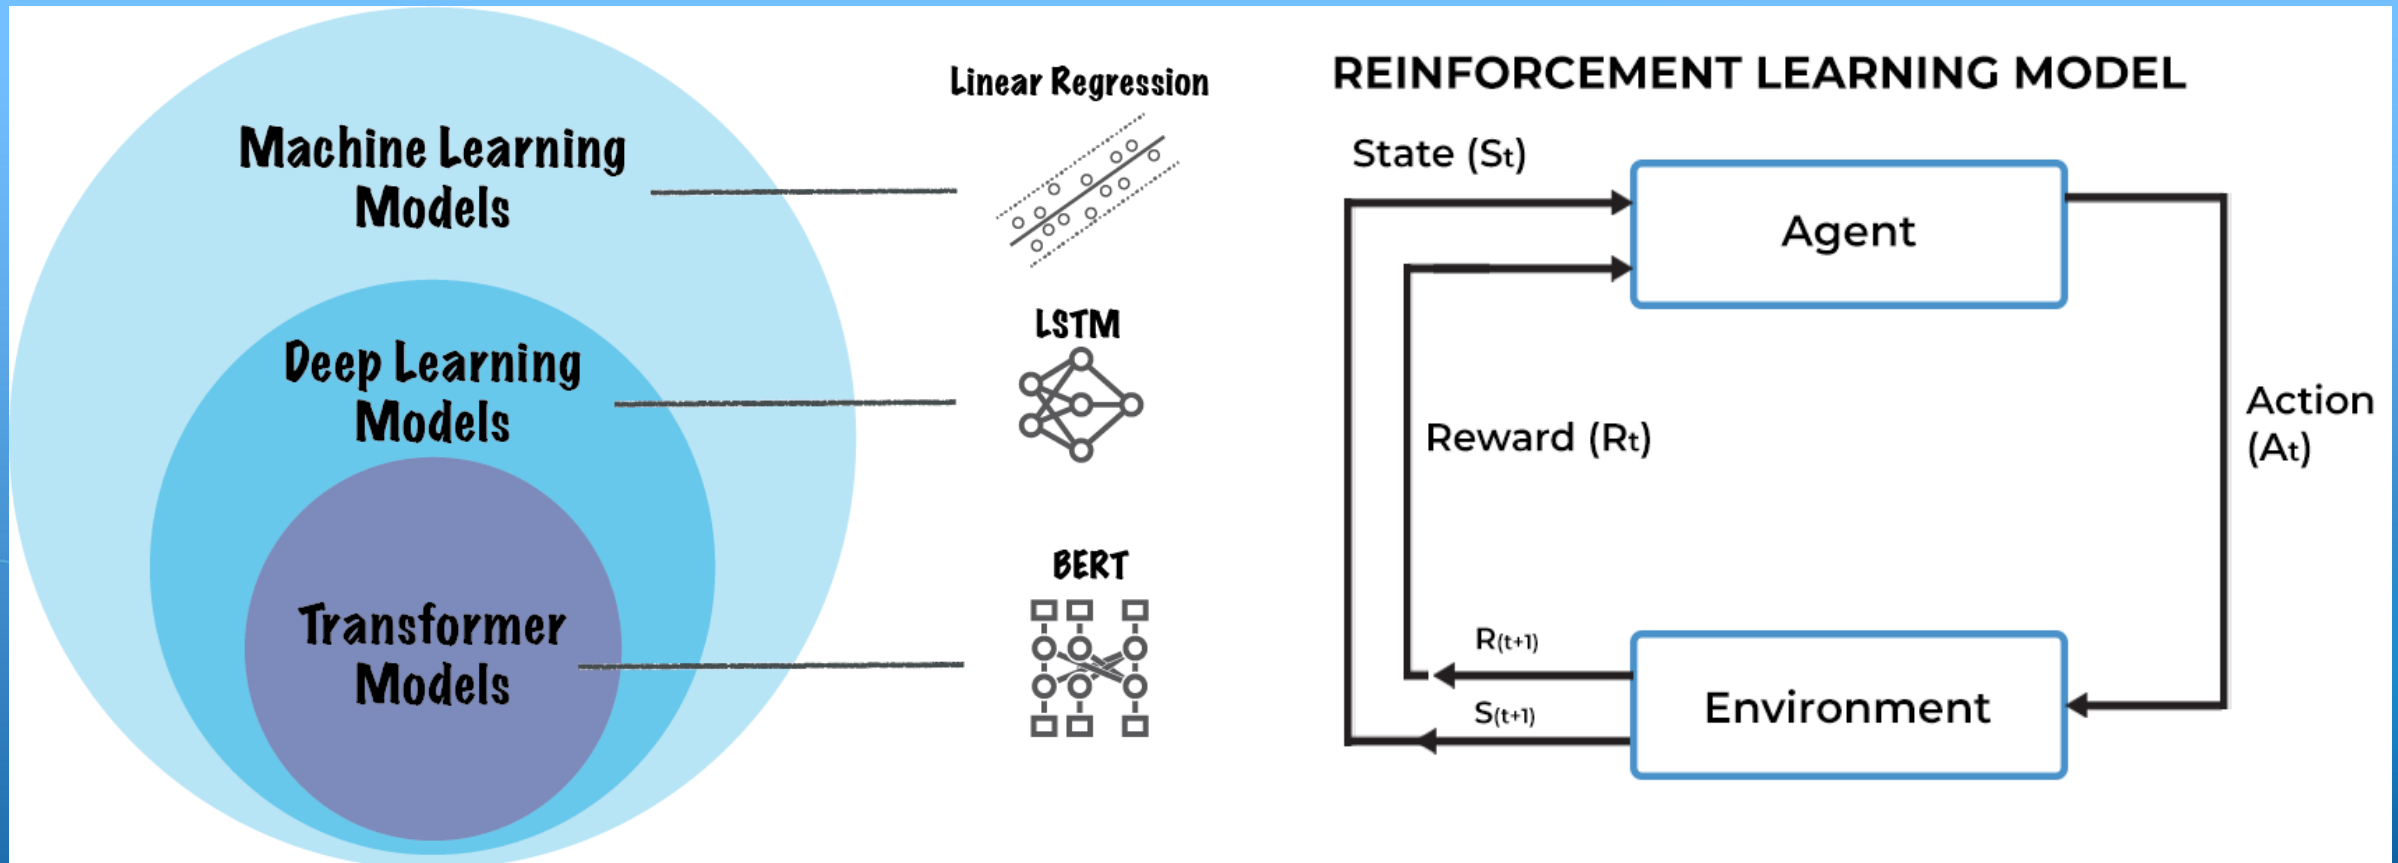 Machine Learning
Models
Deep Learning
Models
Transformer
Models
Linear Regression
LSTM
BERT
REINFORCEMENT LEARNING MODEL
State (St)
Agent
Reward (Rt)
Action
(At)
R(t+1)
S(t+1)
Environment